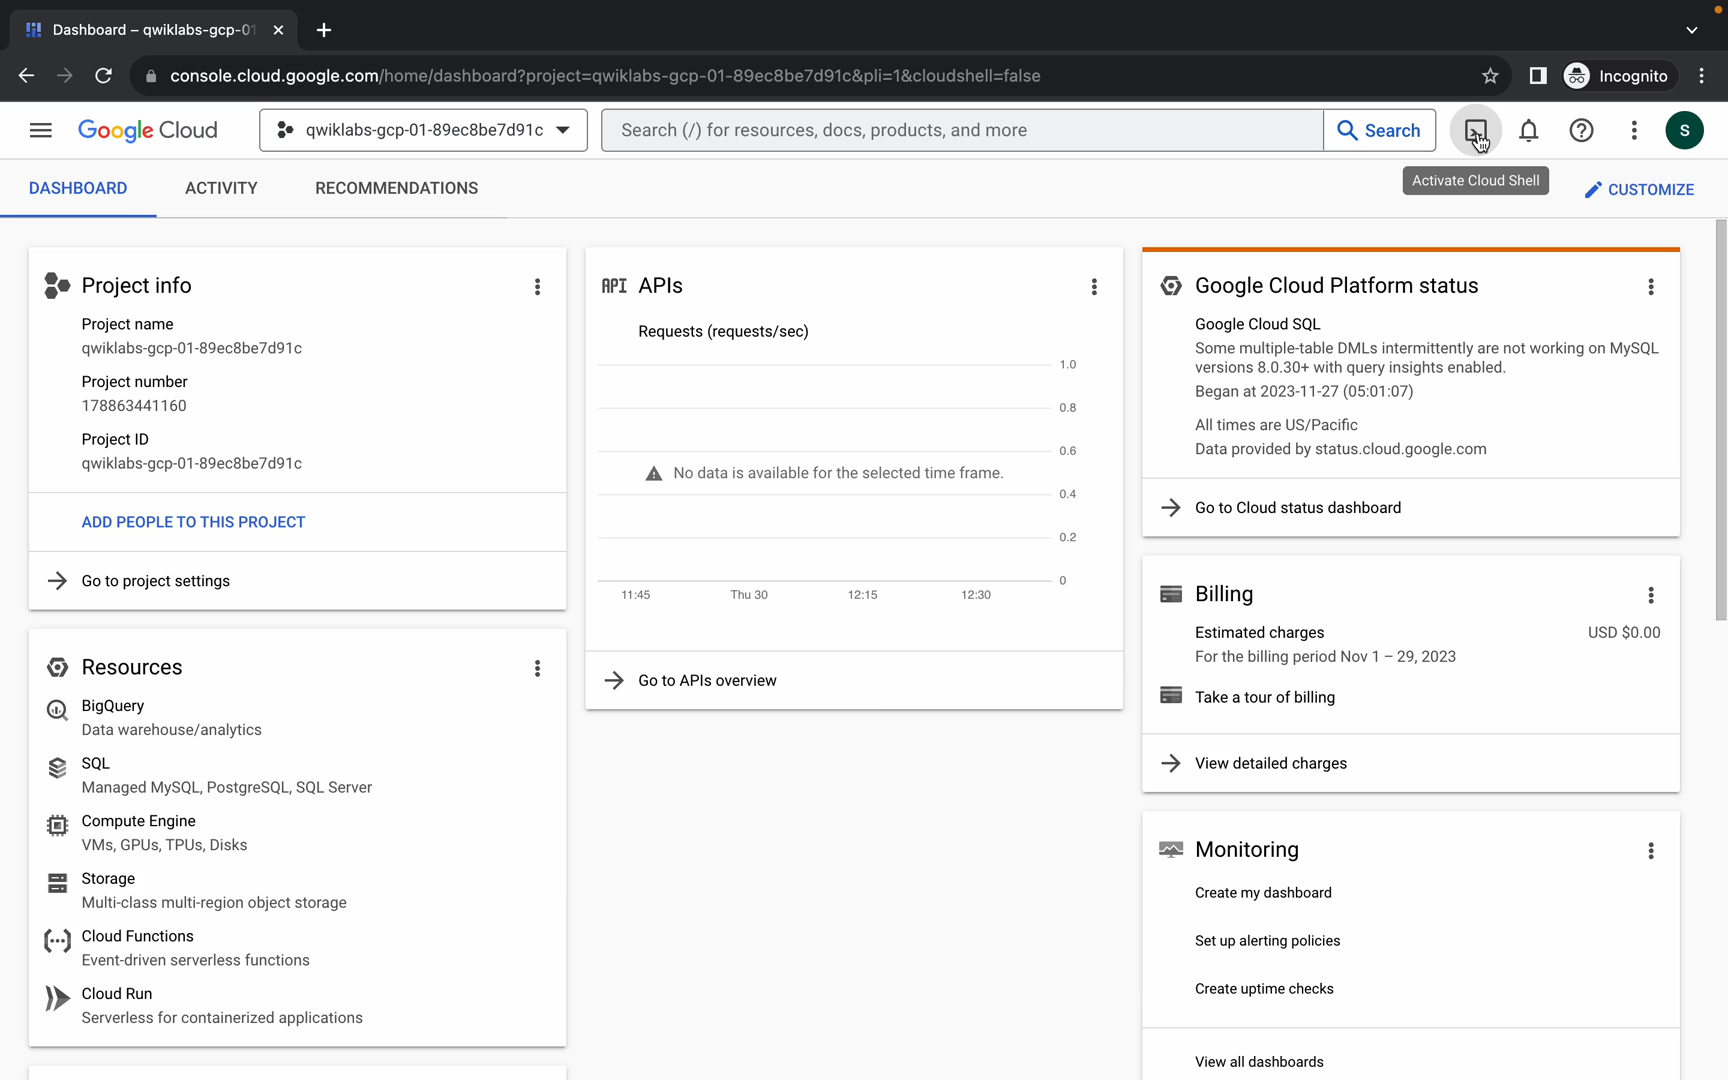 Dashboard – qwiklabs-gcp-01
console.cloud.google.com/home/dashboard?project=qwiklabs-gcp-01-89ec8be7d91c&pli=1&cloudshell=false
Incognito
Google Cloud
qwiklabs-gcp-01-89ec8be7d91c
Search (/) for resources, docs, products, and more
Search
S
DASHBOARD
ACTIVITY
RECOMMENDATIONS
Activate Cloud Shell
CUSTOMIZE
Project info
Project name
qwiklabs-gcp-01-89ec8be7d91c
Project number
178863441160
Project ID
qwiklabs-gcp-01-89ec8be7d91c
ADD PEOPLE TO THIS PROJECT
Go to project settings
Resources
BigQuery
Data warehouse/analytics
SQL
Managed MySQL, PostgreSQL, SQL Server
Compute Engine
VMs, GPUs, TPUs, Disks
Storage
Multi-class multi-region object storage
Cloud Functions
Event-driven serverless functions
Cloud Run
Serverless for containerized applications
API APIs
Requests (requests/sec)
1.0
0.8
0.6
No data is available for the selected time frame.
0.4
0.2
0
11:45 Thu 30 12:15 12:30
Go to APIs overview
Google Cloud Platform status
Google Cloud SQL
Some multiple-table DMLs intermittently are not working on MySQL
versions 8.0.30+ with query insights enabled.
Began at 2023-11-27 (05:01:07)
All times are US/Pacific
Data provided by status.cloud.google.com
Go to Cloud status dashboard
Billing
Estimated charges USD $0.00
For the billing period Nov 1 – 29, 2023
Take a tour of billing
View detailed charges
Monitoring
Create my dashboard
Set up alerting policies
Create uptime checks
View all dashboards